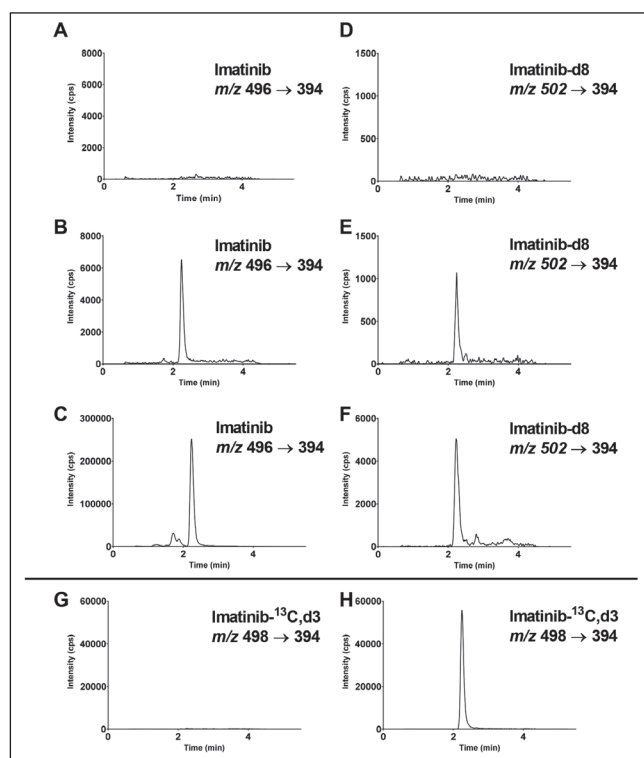 A
Imatinib
m/z 496 → 394
Intensity (cps)
8000
6000
4000
2000
0
0 2 4
Time (min)
D
Imatinib-d8
m/z 502 → 394
Intensity (cps)
1500
1000
500
0
0 2 4
Time (min)
B
Imatinib
m/z 496 → 394
Intensity (cps)
8000
6000
4000
2000
0
0 2 4
Time (min)
E
Imatinib-d8
m/z 502 → 394
Intensity (cps)
1500
1000
500
0
0 2 4
Time (min)
C
Imatinib
m/z 496 → 394
Intensity (cps)
300000
200000
100000
0
0 2 4
Time (min)
F
Imatinib-d8
m/z 502 → 394
Intensity (cps)
6000
4000
2000
0
0 2 4
Time (min)
G
Imatinib-¹³C,d3
m/z 498 → 394
Intensity (cps)
60000
40000
20000
0
0 2 4
Time (min)
H
Imatinib-¹³C,d3
m/z 498 → 394
Intensity (cps)
60000
40000
20000
0
0 2 4
Time (min)